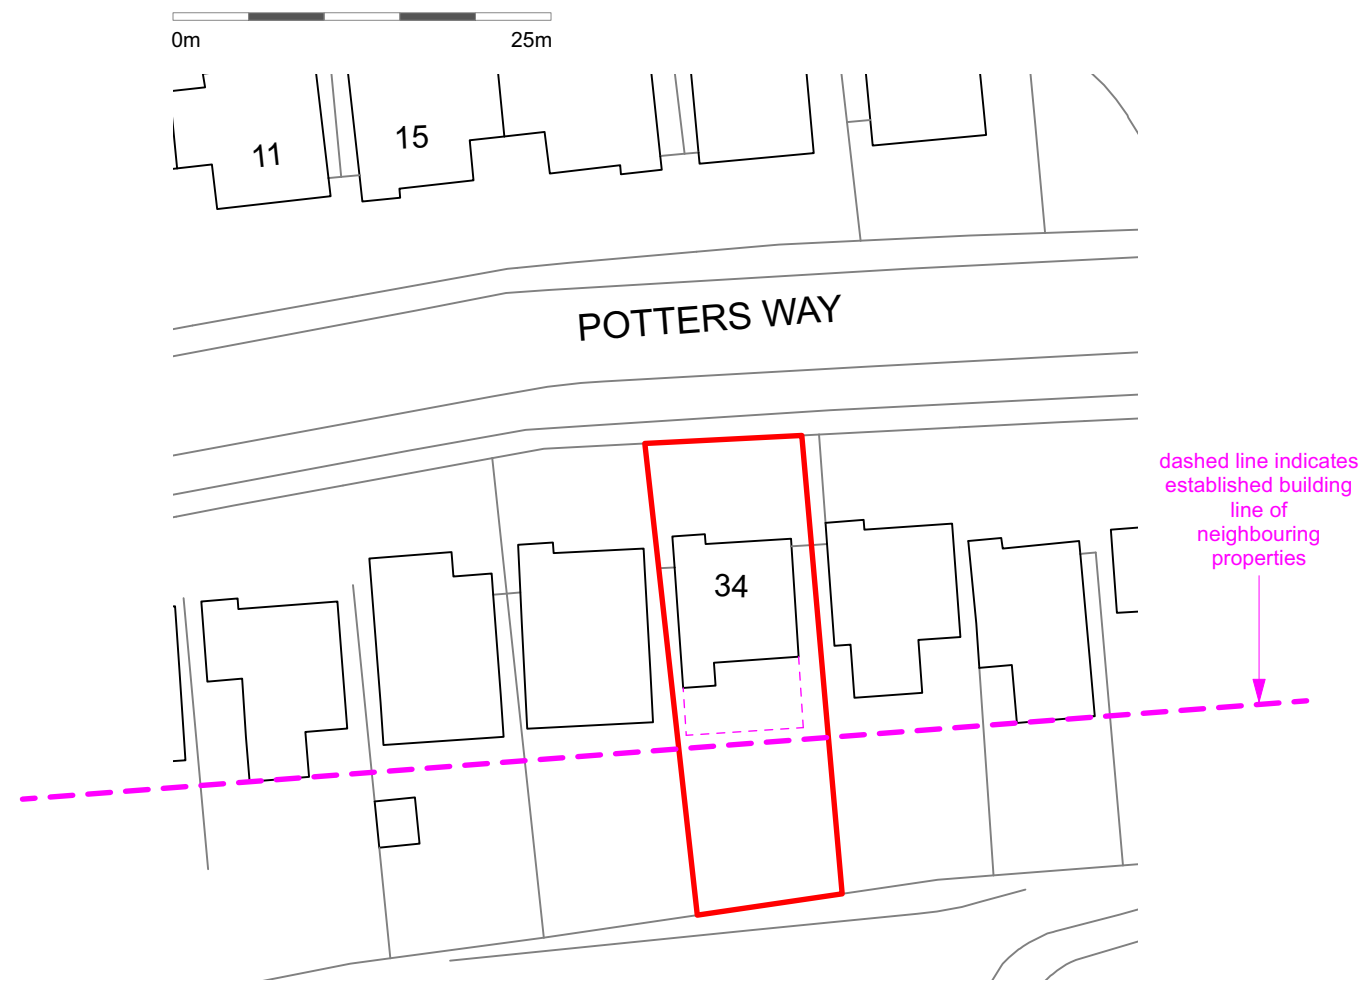 0m 25m
11
15
POTTERS WAY
34
dashed line indicates
established building
line of
neighbouring
properties